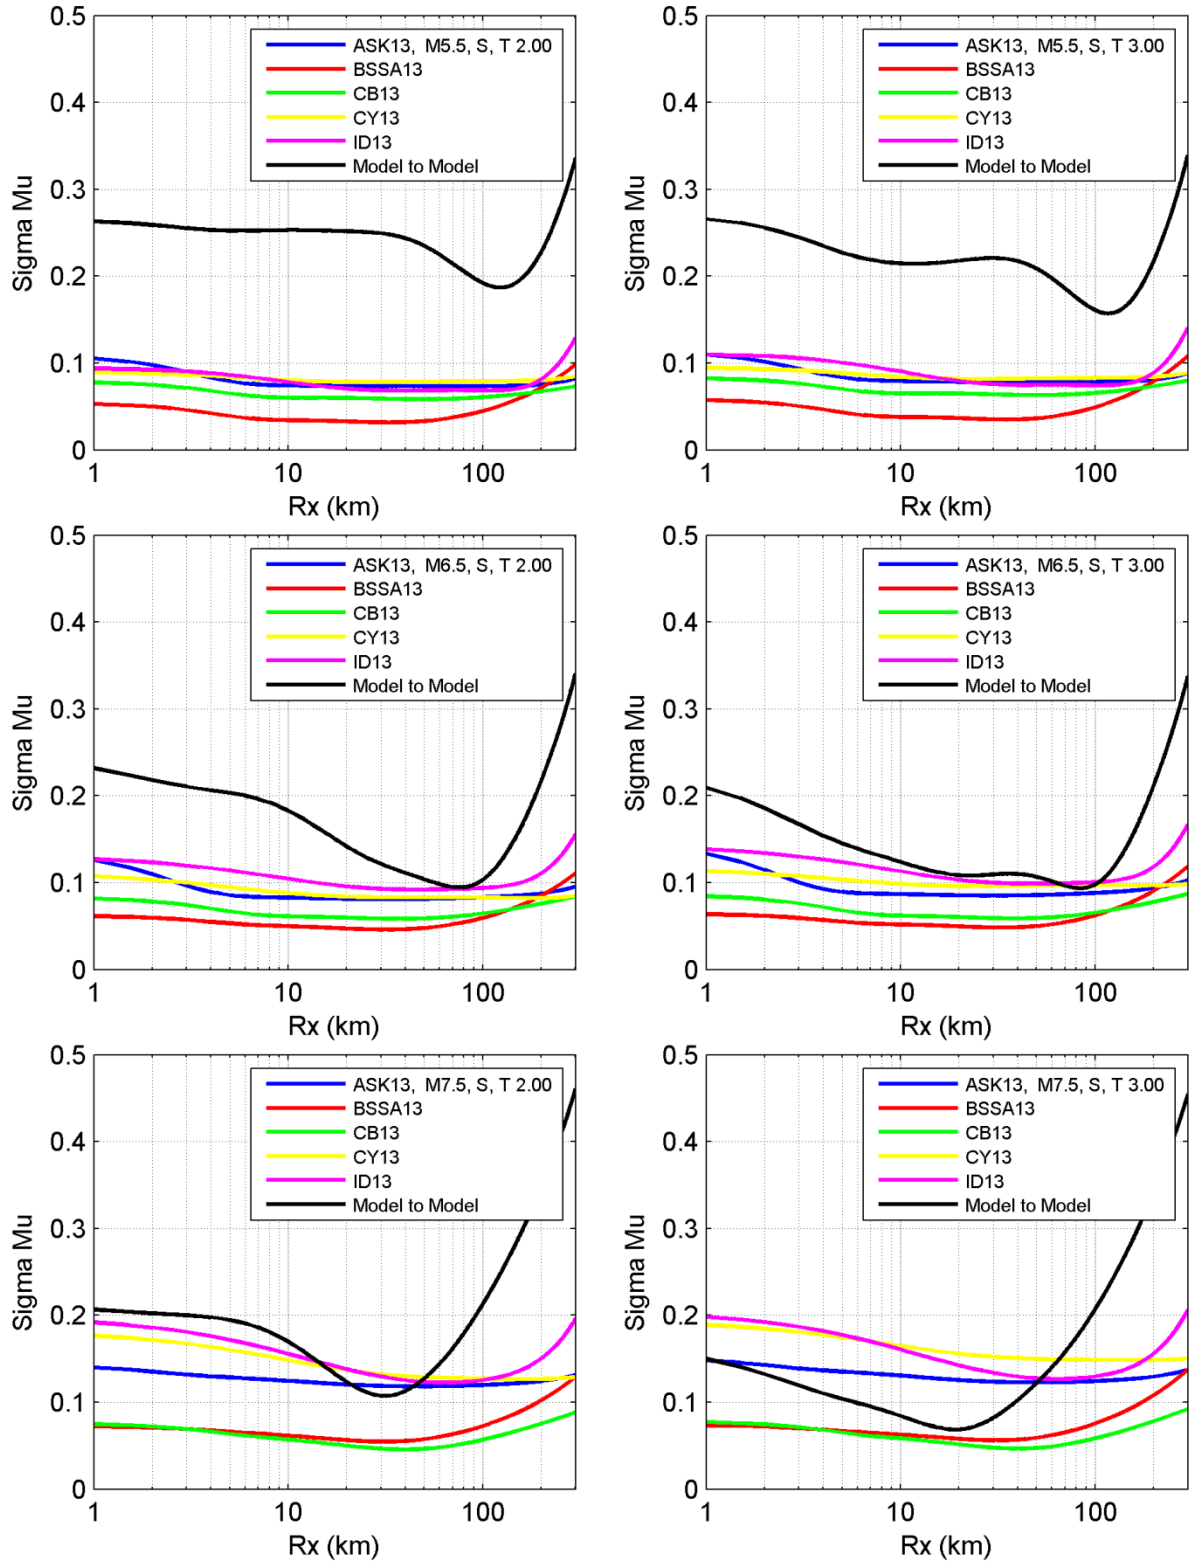 0.5
0.4
0.3
0.2
0.1
0
Sigma Mu
ASK13, M5.5, S, T 2.00
BSSA13
CB13
CY13
ID13
Model to Model
1
10
100
Rx (km)
0.5
0.4
0.3
0.2
0.1
0
Sigma Mu
ASK13, M5.5, S, T 3.00
BSSA13
CB13
CY13
ID13
Model to Model
1
10
100
Rx (km)
0.5
0.4
0.3
0.2
0.1
0
Sigma Mu
ASK13, M6.5, S, T 2.00
BSSA13
CB13
CY13
ID13
Model to Model
1
10
100
Rx (km)
0.5
0.4
0.3
0.2
0.1
0
Sigma Mu
ASK13, M6.5, S, T 3.00
BSSA13
CB13
CY13
ID13
Model to Model
1
10
100
Rx (km)
0.5
0.4
0.3
0.2
0.1
0
Sigma Mu
ASK13, M7.5, S, T 2.00
BSSA13
CB13
CY13
ID13
Model to Model
1
10
100
Rx (km)
0.5
0.4
0.3
0.2
0.1
0
Sigma Mu
ASK13, M7.5, S, T 3.00
BSSA13
CB13
CY13
ID13
Model to Model
1
10
100
Rx (km)